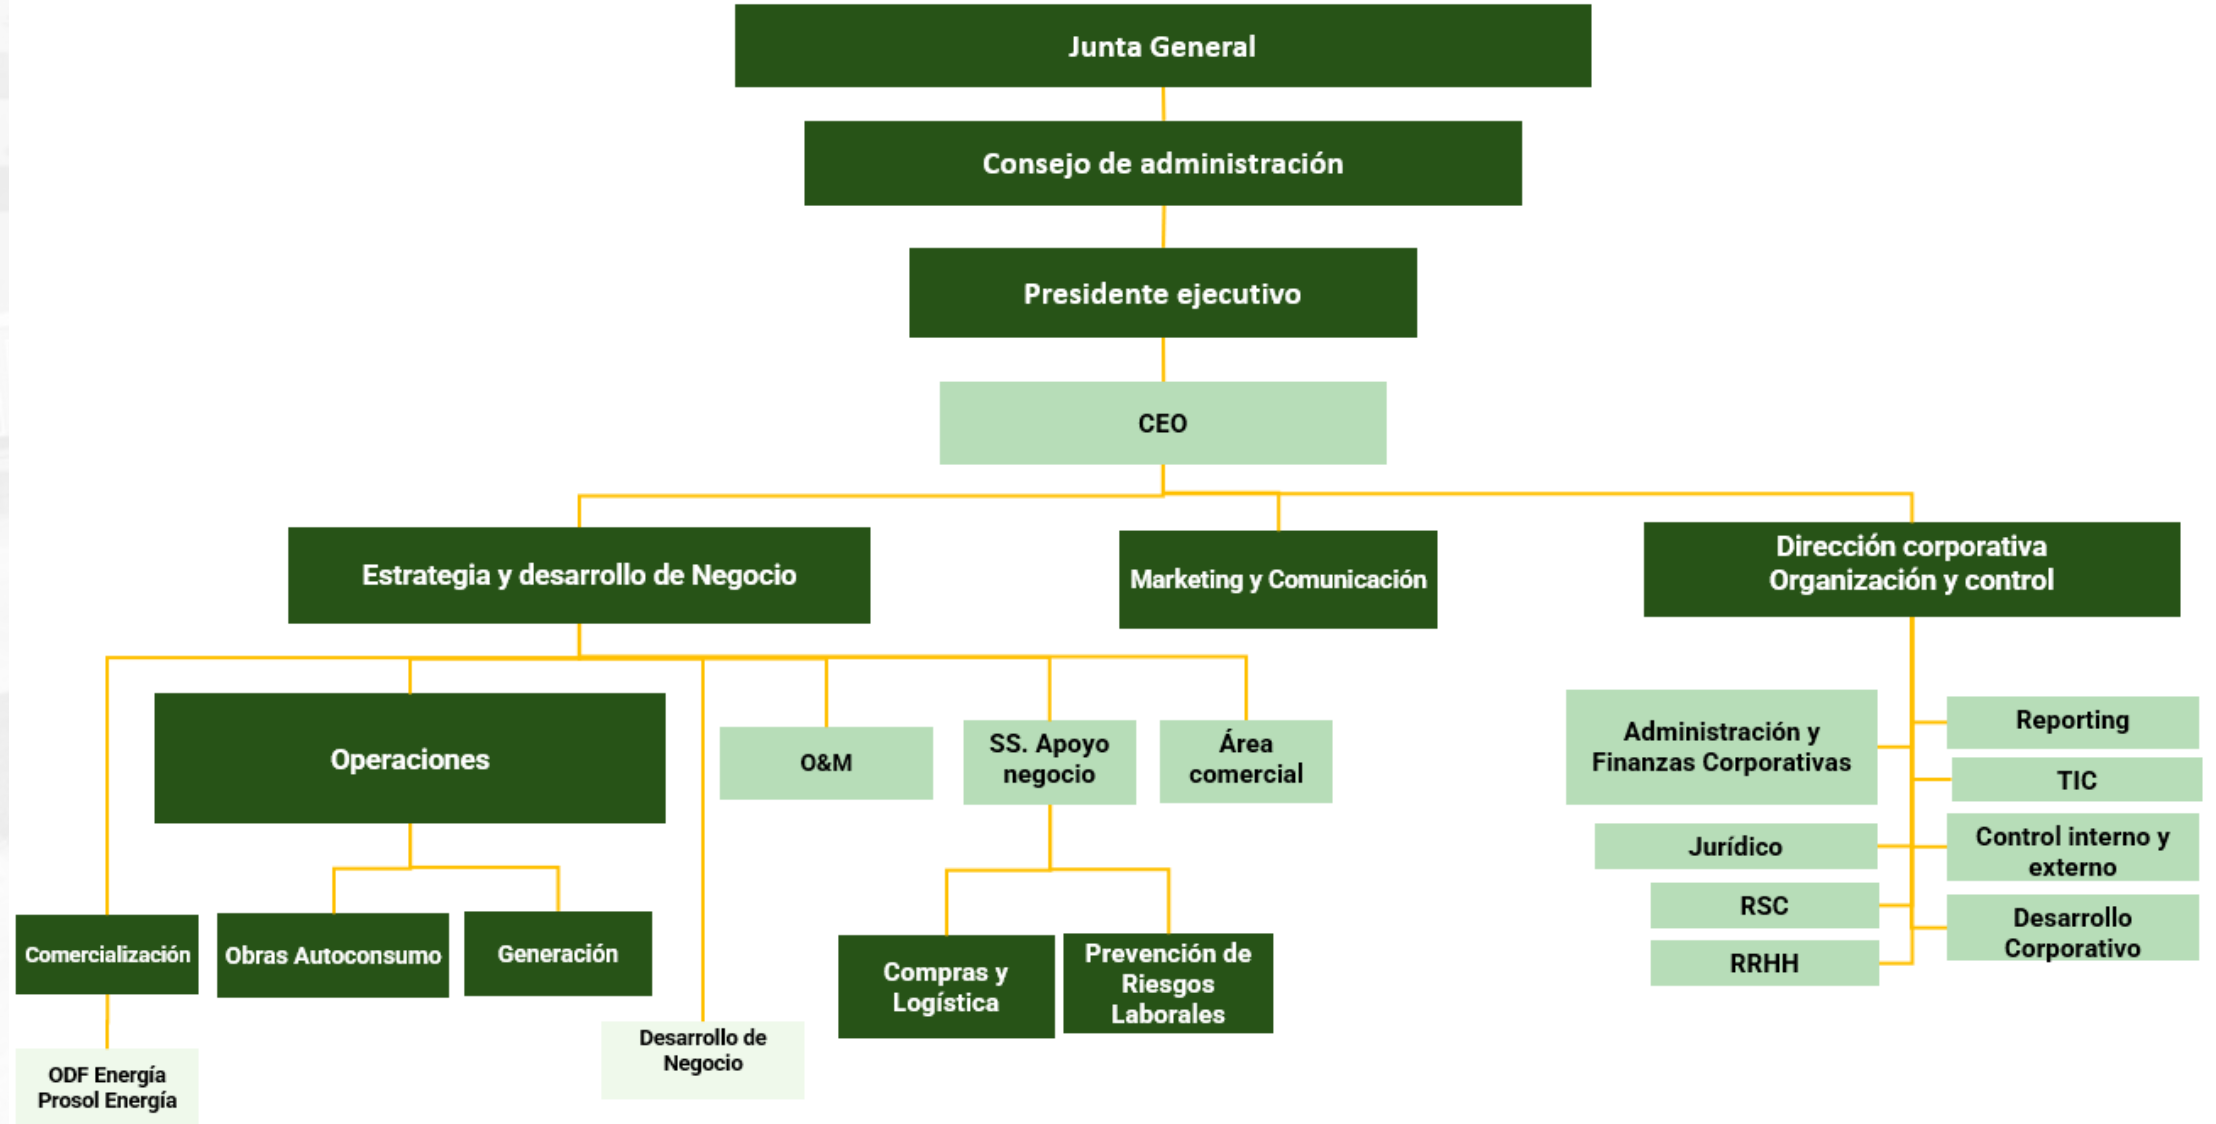 Junta General
Consejo de administración
Presidente ejecutivo
CEO
Estrategia y desarrollo de Negocio
Marketing y Comunicación
Dirección corporativa
Organización y control
Operaciones
O&M
SS. Apoyo
negocio
Área
comercial
Administración y
Finanzas Corporativas
Reporting
TIC
Jurídico
Control interno y
externo
RSC
Desarrollo
Corporativo
RRHH
Comercialización
Obras Autoconsumo
Generación
Compras y
Logística
Prevención de
Riesgos
Laborales
Desarrollo de
Negocio
ODF Energía
Prosol Energía